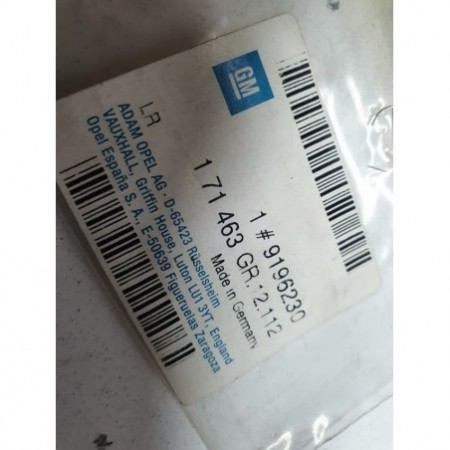 GM
1 # 9196230
1 71 463 GR.12.112
Made in Germany
LR
ADAM OPEL AG · D-65423 Rüsselsheim
VAUXHALL, Griffin House, Luton LU1 3YT, England
Opel España S. A., E-50639 Figueruelas Zaragoza